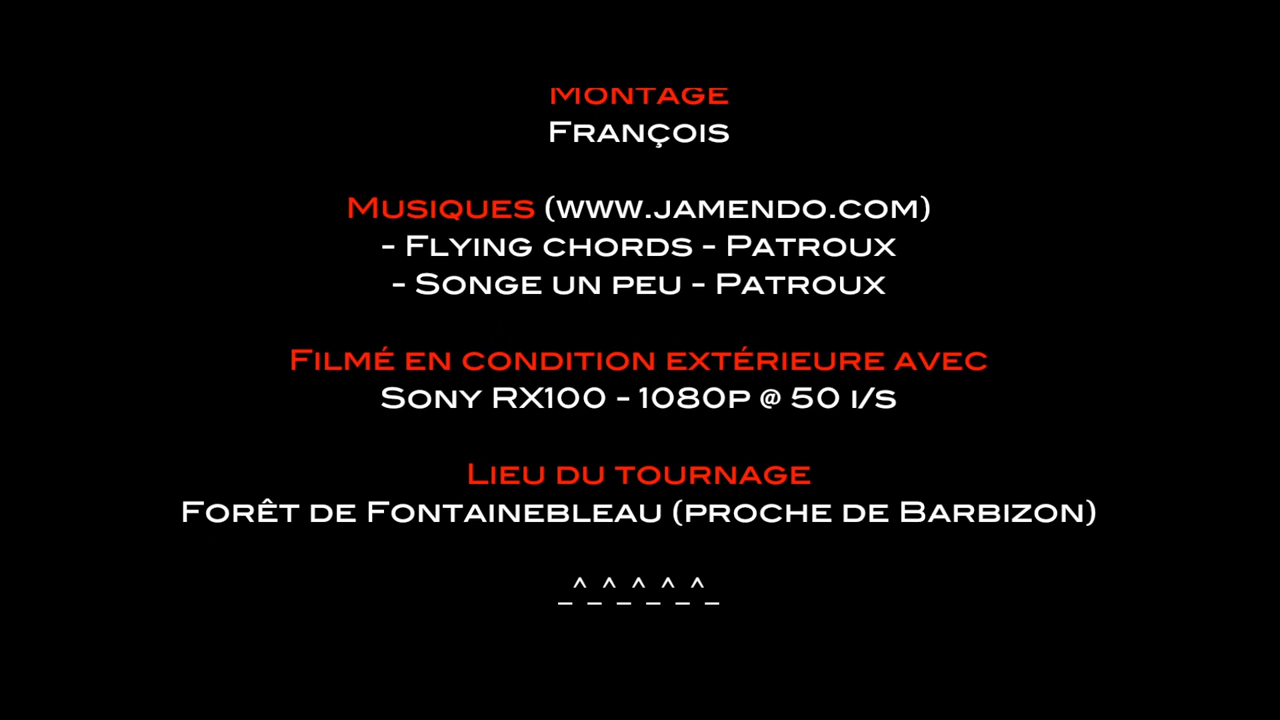 MONTAGE
FRANÇOIS
MUSIQUES (WWW.JAMENDO.COM)
- FLYING CHORDS - PATROUX
- SONGE UN PEU - PATROUX
FILMÉ EN CONDITION EXTÉRIEURE AVEC
SONY RX100 - 1080P @ 50 I/S
LIEU DU TOURNAGE
FORÊT DE FONTAINEBLEAU (PROCHE DE BARBIZON)
_^_^_^_^_^_